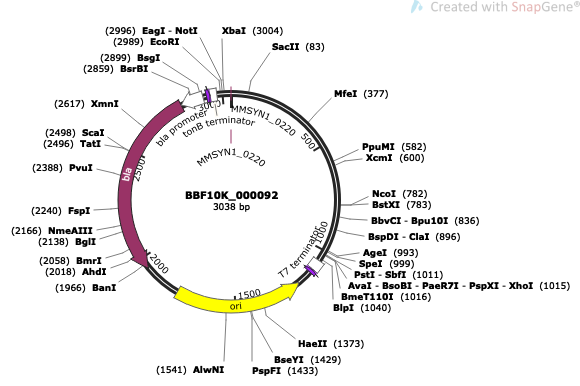 Created with SnapGene®
(2996) EagI - NotI
XbaI (3004)
(2989) EcoRI
SacII (83)
(2899) BsgI
(2859) BsrBI
MfeI (377)
(2617) XmnI
(2498) ScaI
(2496) TatI
(2388) PvuI
(2240) FspI
(2166) NmeAIII
(2138) BglI
(2058) BmrI
(2018) AhdI
(1966) BanI
PpuMI (582)
XcmI (600)
NcoI (782)
BstXI (783)
BbvCI - Bpu10I (836)
BspDI - ClaI (896)
AgeI (993)
SpeI (999)
PstI - SbfI (1011)
AvaI - BsoBI - PaeR7I - PspXI - XhoI (1015)
BmeT110I (1016)
BlpI (1040)
HaeII (1373)
BseYI (1429)
PspFI (1433)
(1541) AlwNI
3000
MMSYN1_0220
bla promoter
tonB terminator
MMSYN1_0220
500
1000
T7 terminator
1500
ori
2000
bla
2500
BBF10K_000092
3038 bp